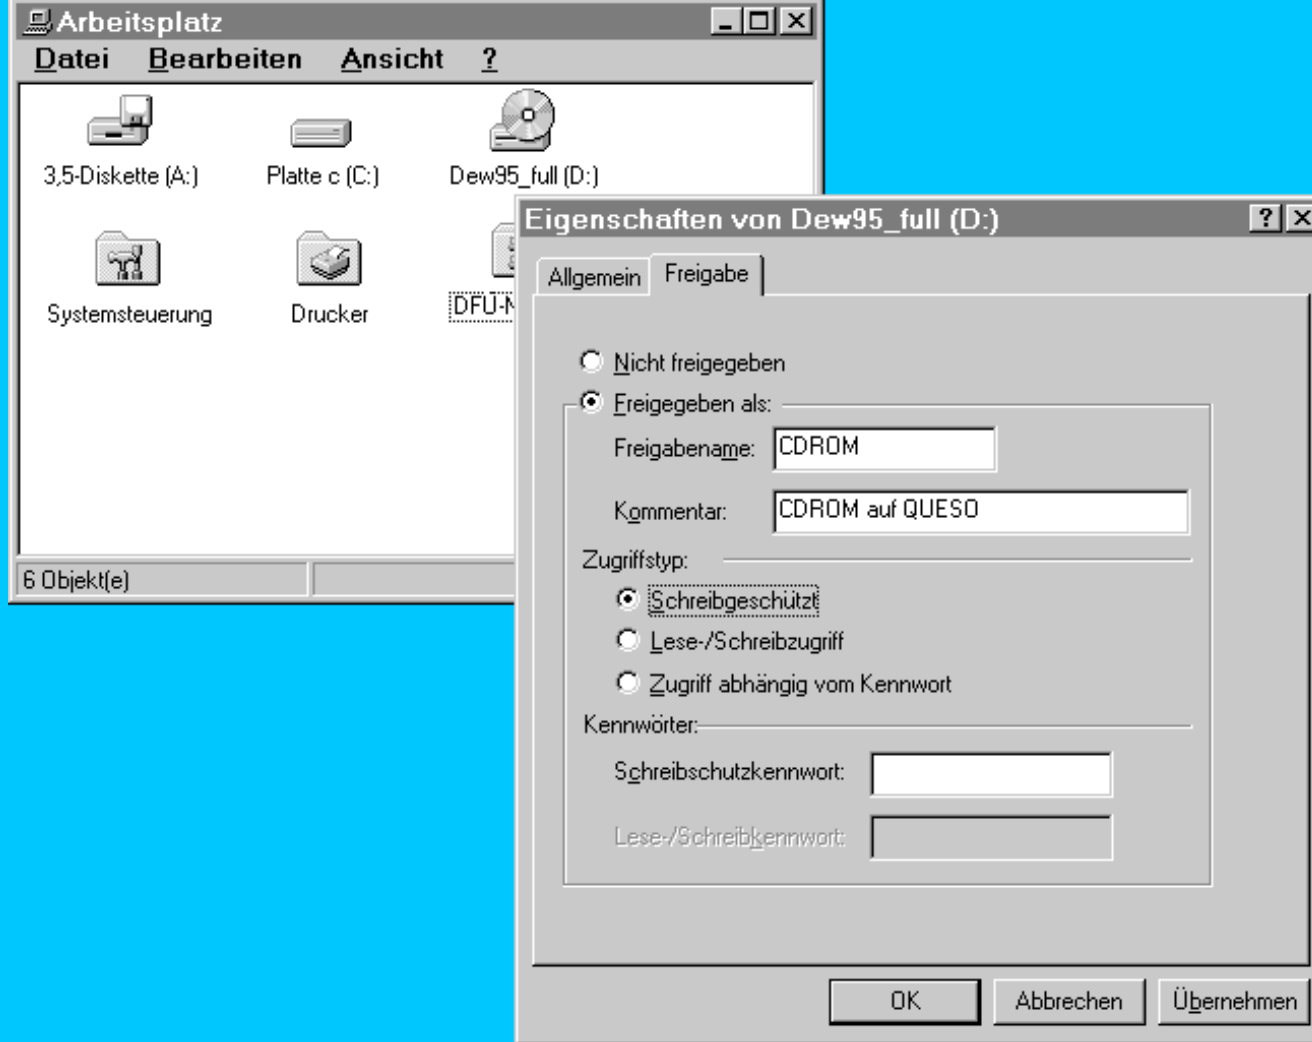 Arbeitsplatz
Datei Bearbeiten Ansicht ?
3,5-Diskette (A:) Platte c (C:) Dew95_full (D:)
Systemsteuerung Drucker
6 Objekt(e)
Eigenschaften von Dew95_full (D:)
Allgemein Freigabe
Nicht freigegeben
Freigegeben als:
Freigabename: CDROM
Kommentar: CDROM auf QUESO
Zugriffstyp:
Schreibgeschützt
Lese-/Schreibzugriff
Zugriff abhängig vom Kennwort
Kennwörter:
Schreibschutzkennwort:
Lese-/Schreibkennwort:
OK Abbrechen Übernehmen